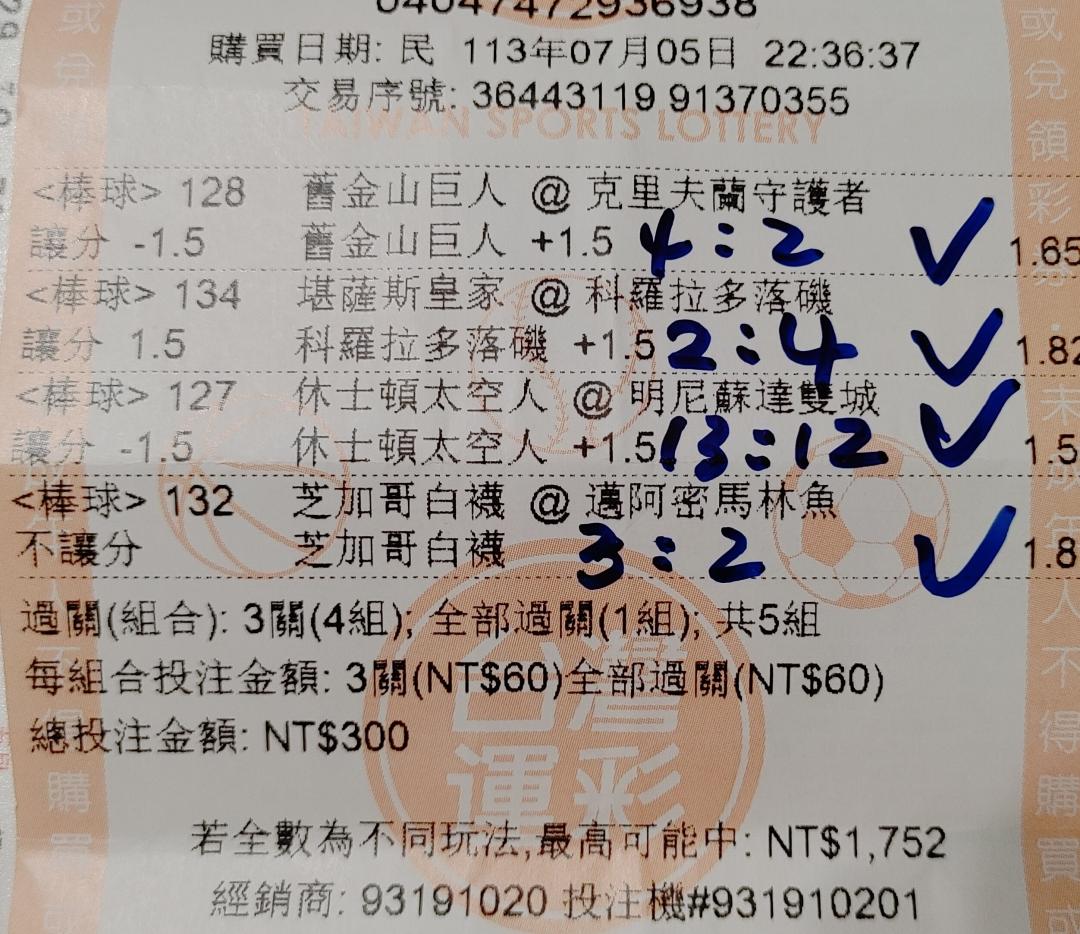 04047472936938
購買日期: 民 113年07月05日 22:36:37
交易序號: 36443119 91370355
TAIWAN SPORTS LOTTERY
<棒球> 128 舊金山巨人 @ 克里夫蘭守護者
讓分 -1.5 舊金山巨人 +1.5 4:2 ✓ 1.65
<棒球> 134 堪薩斯皇家 @ 科羅拉多落磯
讓分 1.5 科羅拉多落磯 +1.5 2:4 ✓ 1.82
<棒球> 127 休士頓太空人 @ 明尼蘇達雙城
讓分 -1.5 休士頓太空人 +1.5 13:12 ✓ 1.5
<棒球> 132 芝加哥白襪 @ 邁阿密馬林魚
不讓分 芝加哥白襪 3:2 ✓ 1.8
過關(組合): 3關(4組); 全部過關(1組); 共5組
每組合投注金額: 3關(NT$60)全部過關(NT$60)
總投注金額: NT$300
台灣
運彩
若全數為不同玩法,最高可能中: NT$1,752
經銷商: 93191020 投注機#931910201